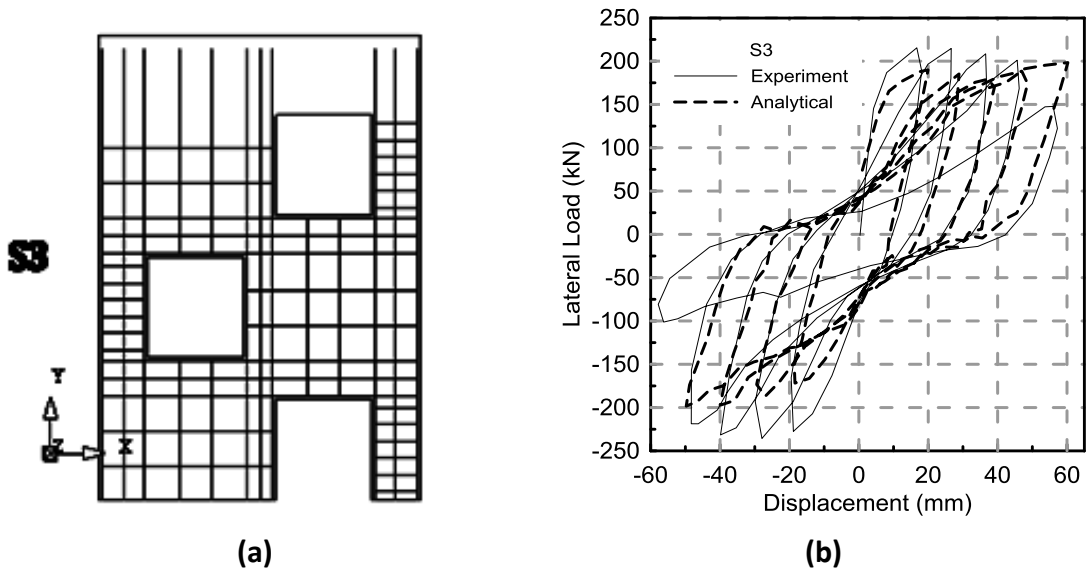 S3
Y
Z
X
(a)
250
200
150
100
50
0
-50
-100
-150
-200
-250
Lateral Load (kN)
S3
Experiment
Analytical
-60 -40 -20 0 20 40 60
Displacement (mm)
(b)